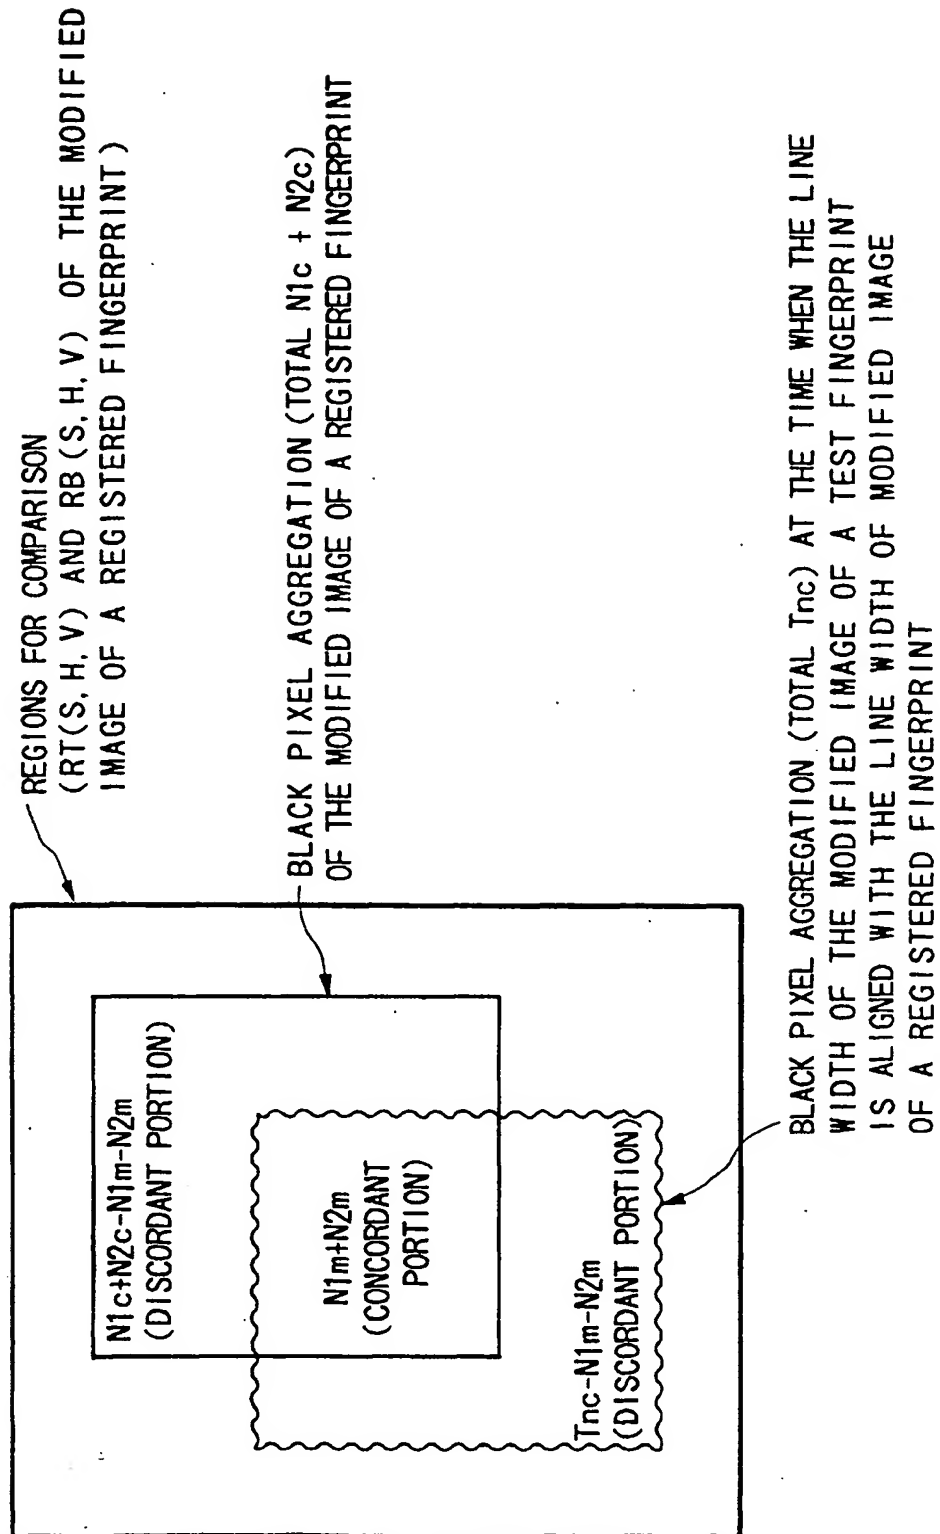 REGIONS FOR COMPARISON
(RT(S, H, V) AND RB(S, H, V) OF THE MODIFIED
IMAGE OF A REGISTERED FINGERPRINT)
BLACK PIXEL AGGREGATION (TOTAL N1c + N2c)
OF THE MODIFIED IMAGE OF A REGISTERED FINGERPRINT
N1c+N2c-N1m-N2m
(DISCORDANT PORTION)
N1m+N2m
(CONCORDANT
PORTION)
Tnc-N1m-N2m
(DISCORDANT PORTION)
BLACK PIXEL AGGREGATION (TOTAL Tnc) AT THE TIME WHEN THE LINE
WIDTH OF THE MODIFIED IMAGE OF A TEST FINGERPRINT
IS ALIGNED WITH THE LINE WIDTH OF MODIFIED IMAGE
OF A REGISTERED FINGERPRINT